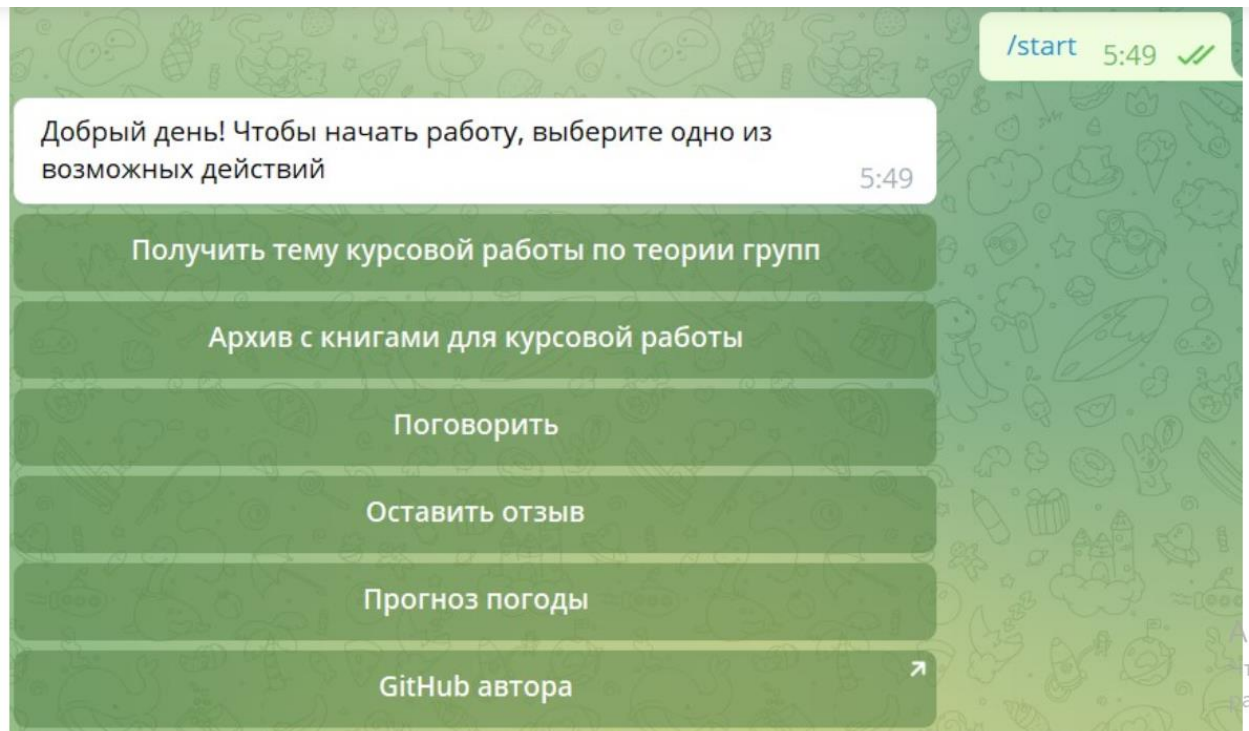 /start 5:49
Добрый день! Чтобы начать работу, выберите одно из
возможных действий
5:49
Получить тему курсовой работы по теории групп
Архив с книгами для курсовой работы
Поговорить
Оставить отзыв
Прогноз погоды
GitHub автора